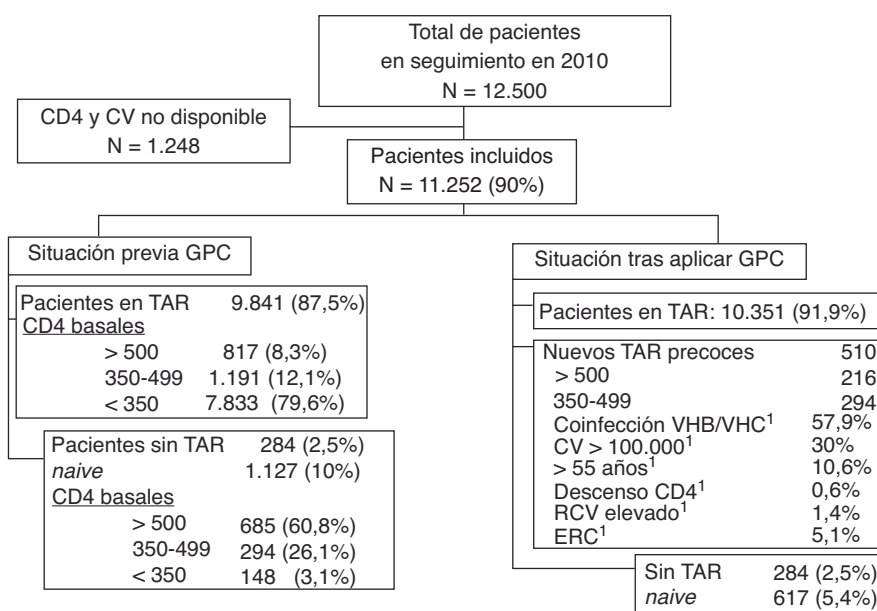 Total de pacientes
en seguimiento en 2010
N = 12.500
CD4 y CV no disponible
N = 1.248
Pacientes incluidos
N = 11.252 (90%)
Situación previa GPC
Pacientes en TAR 9.841 (87,5%)
CD4 basales
> 500 817 (8,3%)
350-499 1.191 (12,1%)
< 350 7.833 (79,6%)
Pacientes sin TAR 284 (2,5%)
naive 1.127 (10%)
CD4 basales
> 500 685 (60,8%)
350-499 294 (26,1%)
< 350 148 (3,1%)
Situación tras aplicar GPC
Pacientes en TAR: 10.351 (91,9%)
Nuevos TAR precoces 510
> 500 216
350-499 294
Coinfección VHB/VHC1 57,9%
CV > 100.0001 30%
> 55 años1 10,6%
Descenso CD41 0,6%
RCV elevado1 1,4%
ERC1 5,1%
Sin TAR 284 (2,5%)
naive 617 (5,4%)